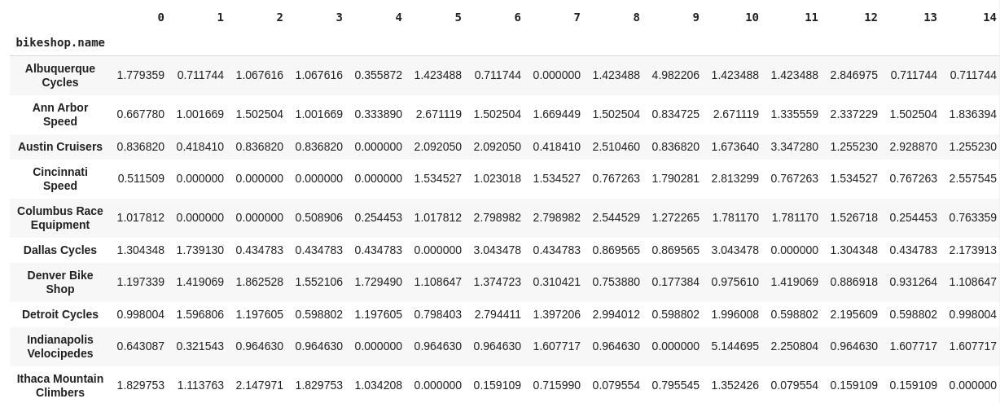 0 1 2 3 4 5 6 7 8 9 10 11 12 13 14
bikeshop.name
Albuquerque Cycles 1.779359 0.711744 1.067616 1.067616 0.355872 1.423488 0.711744 0.000000 1.423488 4.982206 1.423488 1.423488 2.846975 0.711744 0.711744
Ann Arbor Speed 0.667780 1.001669 1.502504 1.001669 0.333890 2.671119 1.502504 1.669449 1.502504 0.834725 2.671119 1.335559 2.337229 1.502504 1.836394
Austin Cruisers 0.836820 0.418410 0.836820 0.836820 0.000000 2.092050 2.092050 0.418410 2.510460 0.836820 1.673640 3.347280 1.255230 2.928870 1.255230
Cincinnati Speed 0.511509 0.000000 0.000000 0.000000 0.000000 1.534527 1.023018 1.534527 0.767263 1.790281 2.813299 0.767263 1.534527 0.767263 2.557545
Columbus Race Equipment 1.017812 0.000000 0.000000 0.508906 0.254453 1.017812 2.798982 2.798982 2.544529 1.272265 1.781170 1.781170 1.526718 0.254453 0.763359
Dallas Cycles 1.304348 1.739130 0.434783 0.434783 0.434783 0.000000 3.043478 0.434783 0.869565 0.869565 3.043478 0.000000 1.304348 0.434783 2.173913
Denver Bike Shop 1.197339 1.419069 1.862528 1.552106 1.729490 1.108647 1.374723 0.310421 0.753880 0.177384 0.975610 1.419069 0.886918 0.931264 1.108647
Detroit Cycles 0.998004 1.596806 1.197605 0.598802 1.197605 0.798403 2.794411 1.397206 2.994012 0.598802 1.996008 0.598802 2.195609 0.598802 0.998004
Indianapolis Velocipedes 0.643087 0.321543 0.964630 0.964630 0.000000 0.964630 0.964630 1.607717 0.964630 0.000000 5.144695 2.250804 0.964630 1.607717 1.607717
Ithaca Mountain Climbers 1.829753 1.113763 2.147971 1.829753 1.034208 0.000000 0.159109 0.715990 0.079554 0.795545 1.352426 0.079554 0.159109 0.159109 0.000000